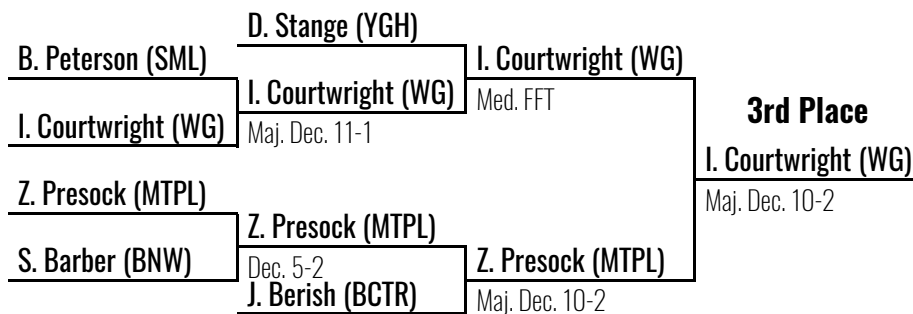 D. Stange (YGH)
B. Peterson (SML)
I. Courtwright (WG)
I. Courtwright (WG)
Med. FFT
I. Courtwright (WG)
Maj. Dec. 11-1
3rd Place
I. Courtwright (WG)
Maj. Dec. 10-2
Z. Presock (MTPL)
Z. Presock (MTPL)
Dec. 5-2
S. Barber (BNW)
Z. Presock (MTPL)
Maj. Dec. 10-2
J. Berish (BCTR)